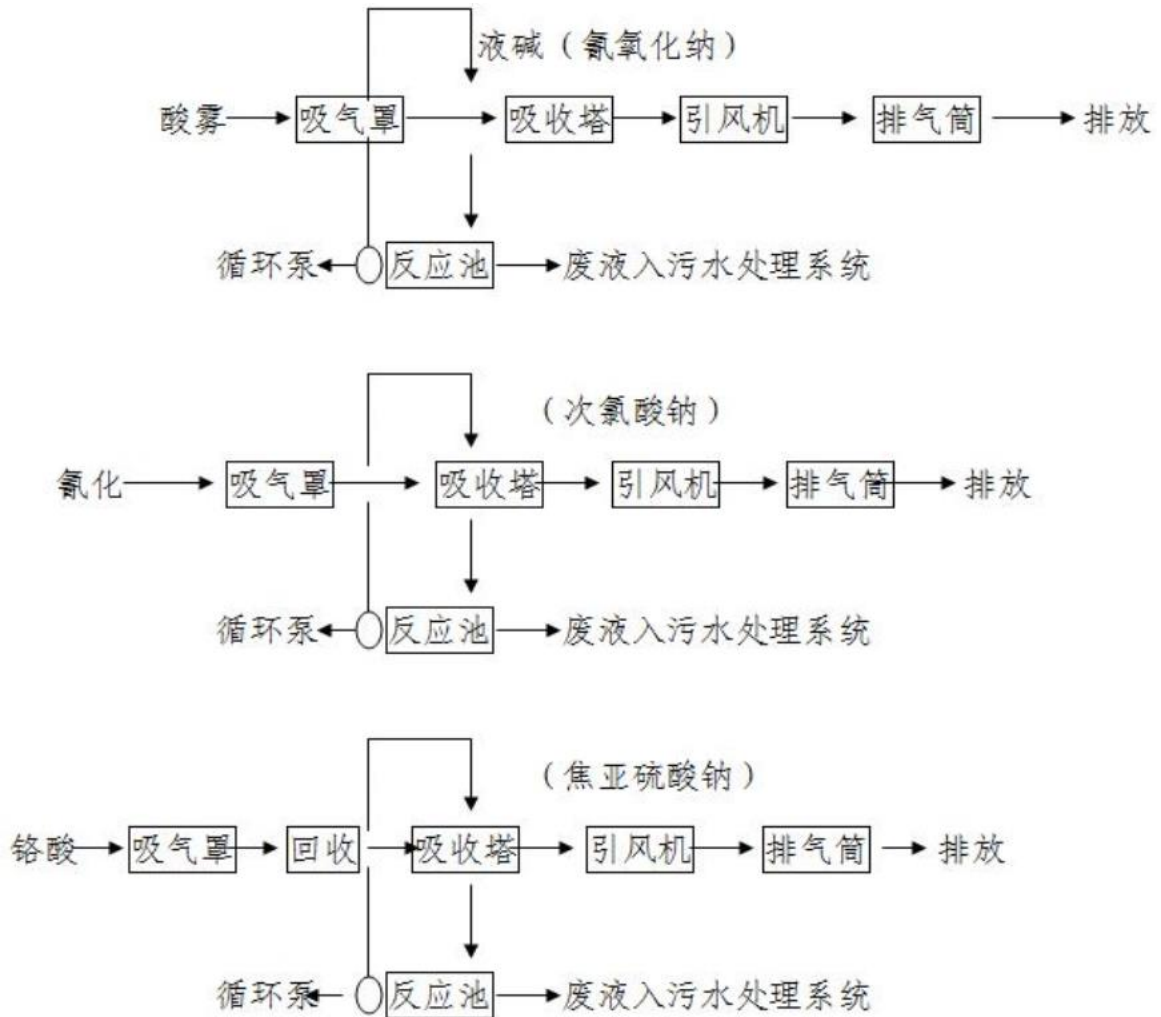 液碱（氰氧化纳）
酸雾 吸气罩 吸收塔 引风机 排气筒 排放
循环泵 反应池 废液入污水处理系统
（次氯酸钠）
氰化 吸气罩 吸收塔 引风机 排气筒 排放
循环泵 反应池 废液入污水处理系统
（焦亚硫酸钠）
铬酸 吸气罩 回收 吸收塔 引风机 排气筒 排放
循环泵 反应池 废液入污水处理系统